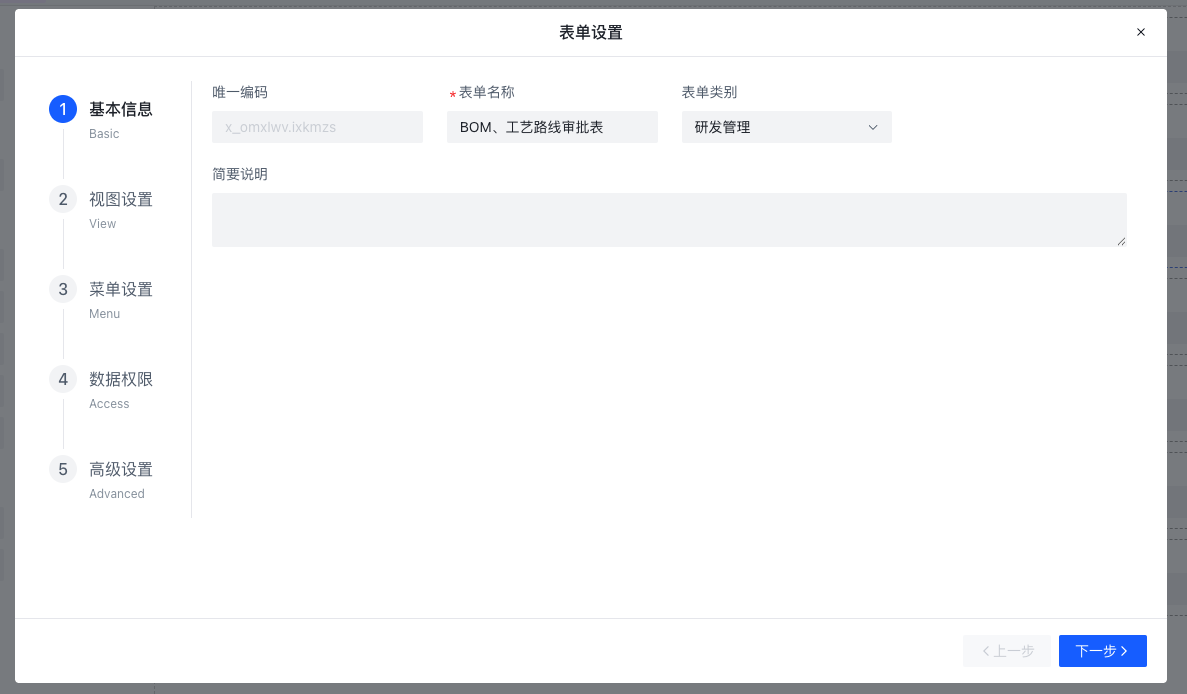 表单设置
1 基本信息
Basic
2 视图设置
View
3 菜单设置
Menu
4 数据权限
Access
5 高级设置
Advanced
唯一编码
x_omxlwv.ixkmzs
* 表单名称
BOM、工艺路线审批表
表单类别
研发管理
简要说明
上一步
下一步